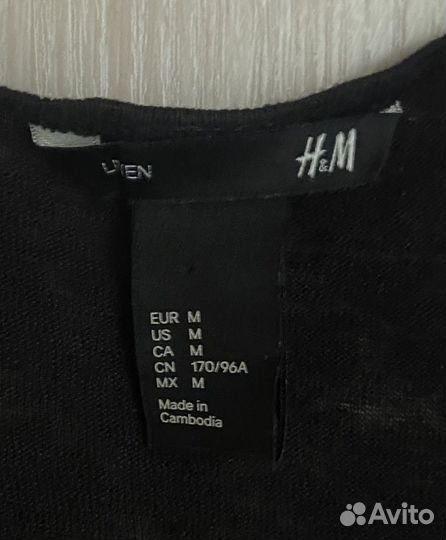 LINEN
H&M
EUR M
US M
CA M
CN 170/96A
MX M
Made in
Cambodia
Avito